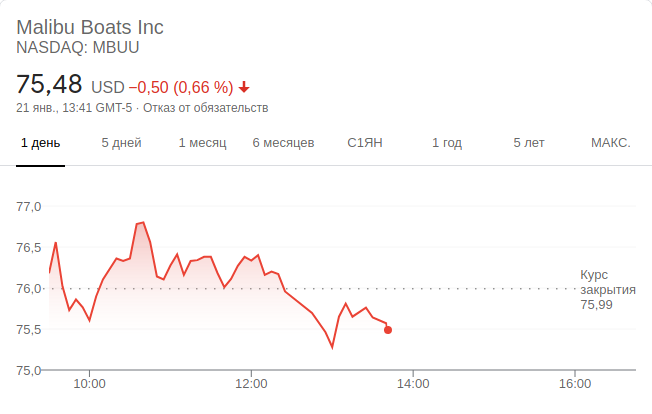 Malibu Boats Inc
NASDAQ: MBUU
75,48 USD −0,50 (0,66 %)
21 янв., 13:41 GMT-5 · Отказ от обязательств
1 день 5 дней 1 месяц 6 месяцев С1ЯН 1 год 5 лет МАКС.
77,0
76,5
76,0
75,5
75,0
Курс
закрытия
75,99
10:00 12:00 14:00 16:00